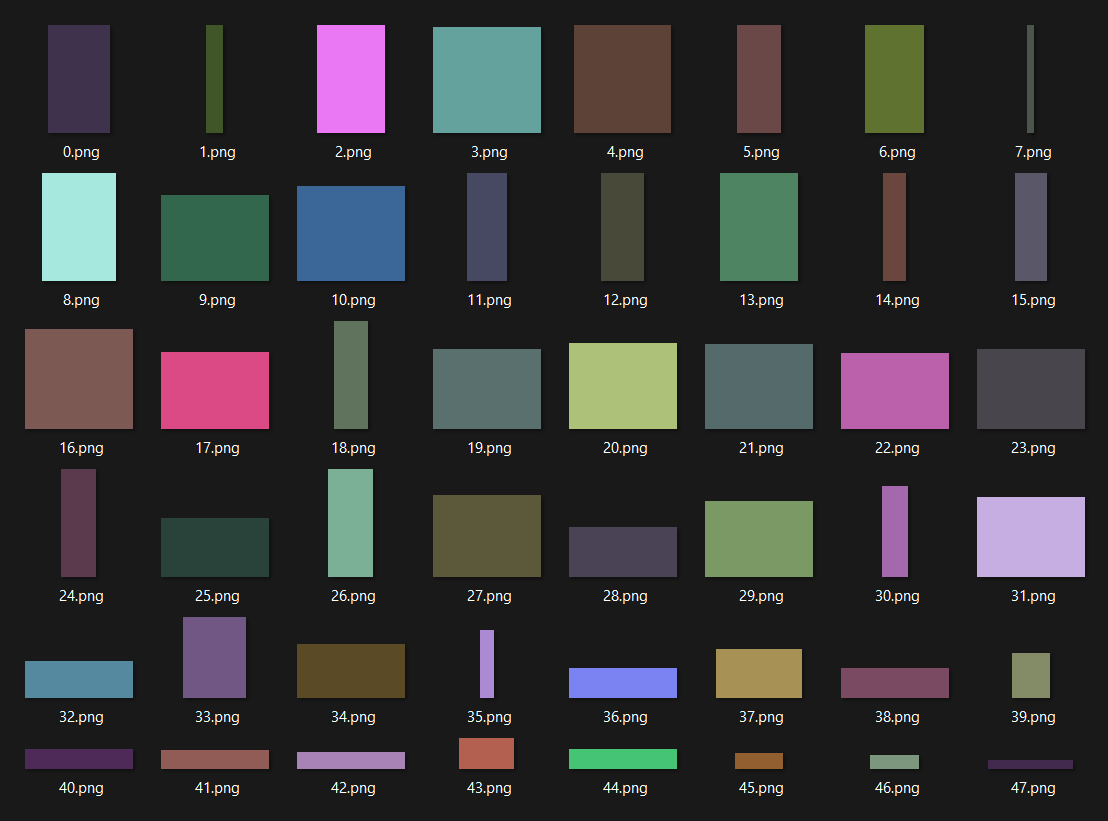 0.png 1.png 2.png 3.png 4.png 5.png 6.png 7.png
8.png 9.png 10.png 11.png 12.png 13.png 14.png 15.png
16.png 17.png 18.png 19.png 20.png 21.png 22.png 23.png
24.png 25.png 26.png 27.png 28.png 29.png 30.png 31.png
32.png 33.png 34.png 35.png 36.png 37.png 38.png 39.png
40.png 41.png 42.png 43.png 44.png 45.png 46.png 47.png